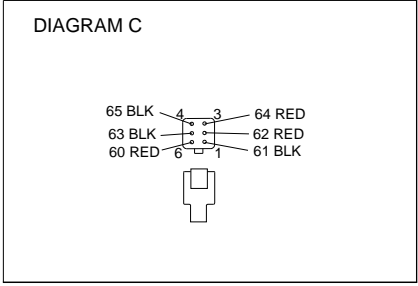 DIAGRAM C
65 BLK 4 3 64 RED
63 BLK 62 RED
60 RED 6 1 61 BLK